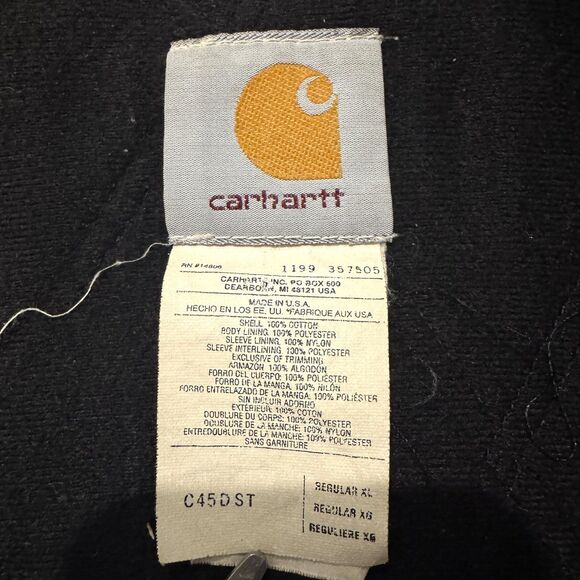 carhartt
RN #14806 1199 357505
CARHARTT, INC. PO BOX 600
DEARBORN, MI 48121 USA
MADE IN U.S.A.
HECHO EN LOS EE. UU. *FABRIQUE AUX USA
SHELL 100% COTTON
BODY LINING, 100% POLYESTER
SLEEVE LINING, 100% NYLON
SLEEVE INTERLINING, 100% POLYESTER
EXCLUSIVE OF TRIMMING
ARMAZON 100% ALGODON
FORRO DEL CUERPO: 100% POLIESTER
FORRO DE LA MANGA, 100% NILON
FORRO ENTRELAZADO DE LA MANGA: 100% POLIESTER
SIN INCLUIR ADORNO
EXTERIEUR 100% COTON
DOUBLURE DU CORPS: 100% POLYESTER
DOUBLURE DE LA MANCHE: 100% NYLON
ENTREDOUBLURE DE LA MANCHE: 100% POLYESTER
SANS GARNITURE
C45DST
REGULAR XL
REGULAR XG
REGULIERE XG